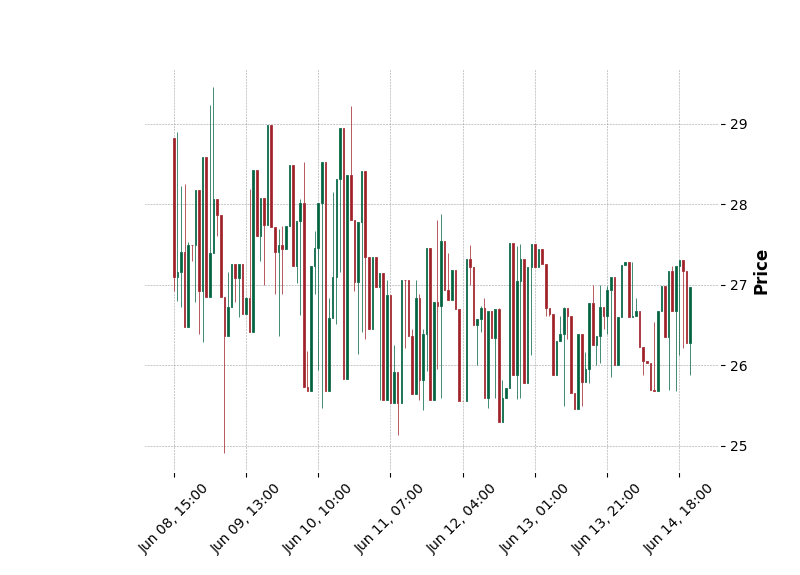 29
28
27
26
25
Price
Jun 08, 15:00
Jun 09, 13:00
Jun 10, 10:00
Jun 11, 07:00
Jun 12, 04:00
Jun 13, 01:00
Jun 13, 21:00
Jun 14, 18:00